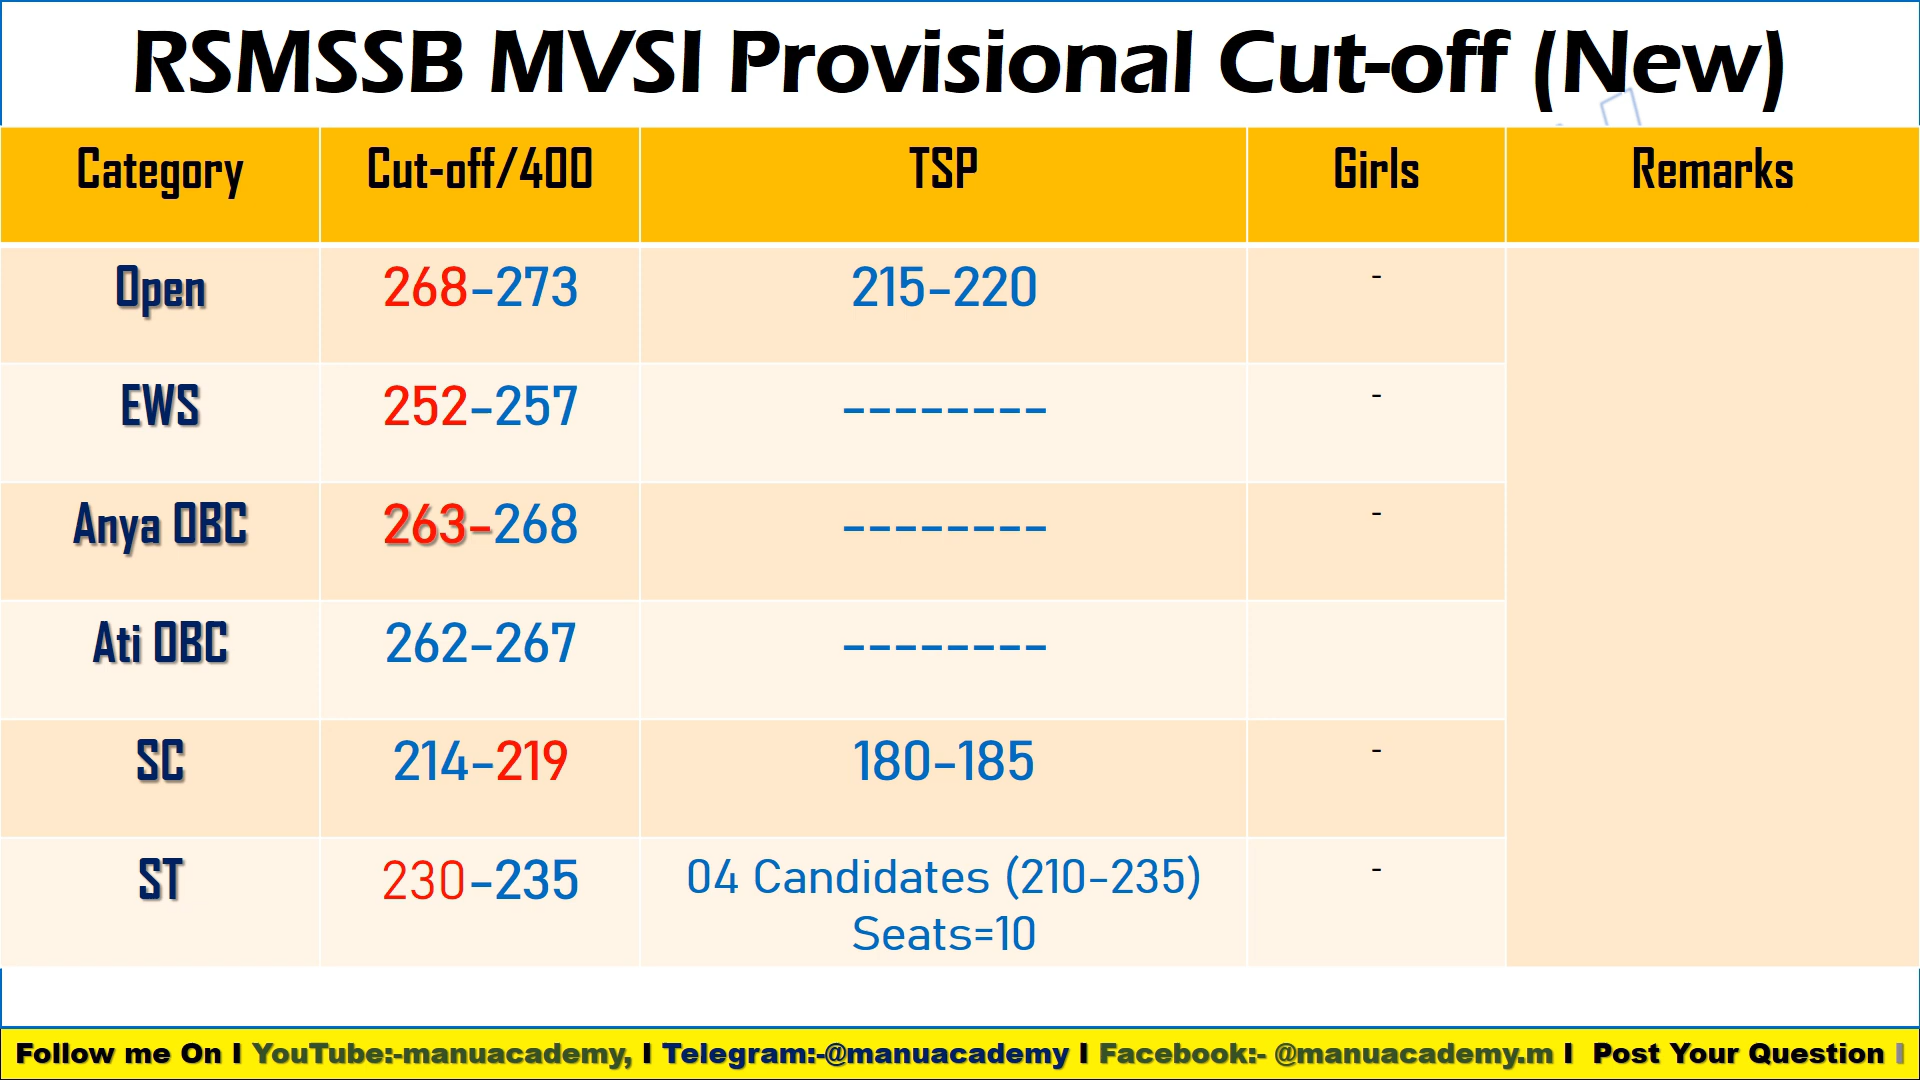 RSMSSB MVSI Provisional Cut-off (New)
Category Cut-off/400 TSP Girls Remarks
Open 268-273 215-220 -
EWS 252-257 -------- -
Anya OBC 263-268 -------- -
Ati OBC 262-267 --------
SC 214-219 180-185 -
ST 230-235 04 Candidates (210-235) -
Seats=10
Follow me On I YouTube:-manuacademy, I Telegram:-@manuacademy I Facebook:- @manuacademy.m I Post Your Question I